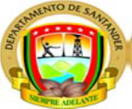 DEPARTAMENTO DE SANTANDER
SIEMPRE ADELANTE